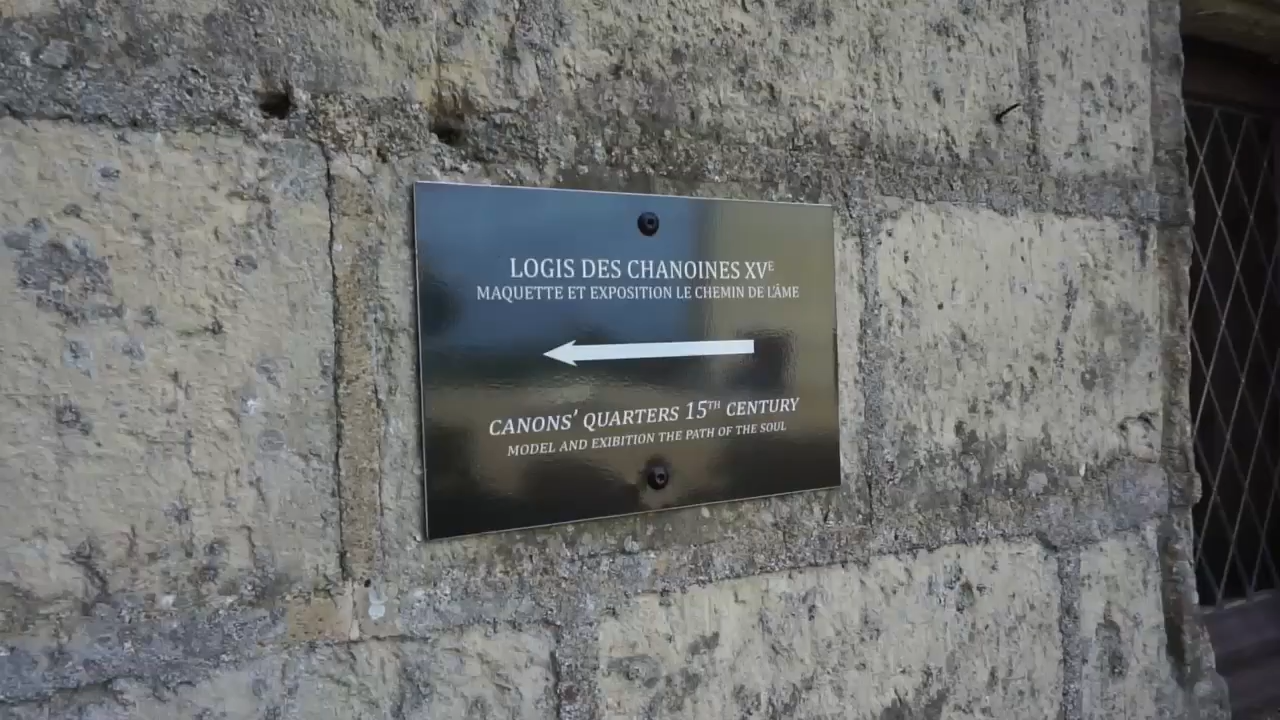 LOGIS DES CHANOINES XVE
MAQUETTE ET EXPOSITION LE CHEMIN DE L'ÂME
CANONS' QUARTERS 15TH CENTURY
MODEL AND EXIBITION THE PATH OF THE SOUL